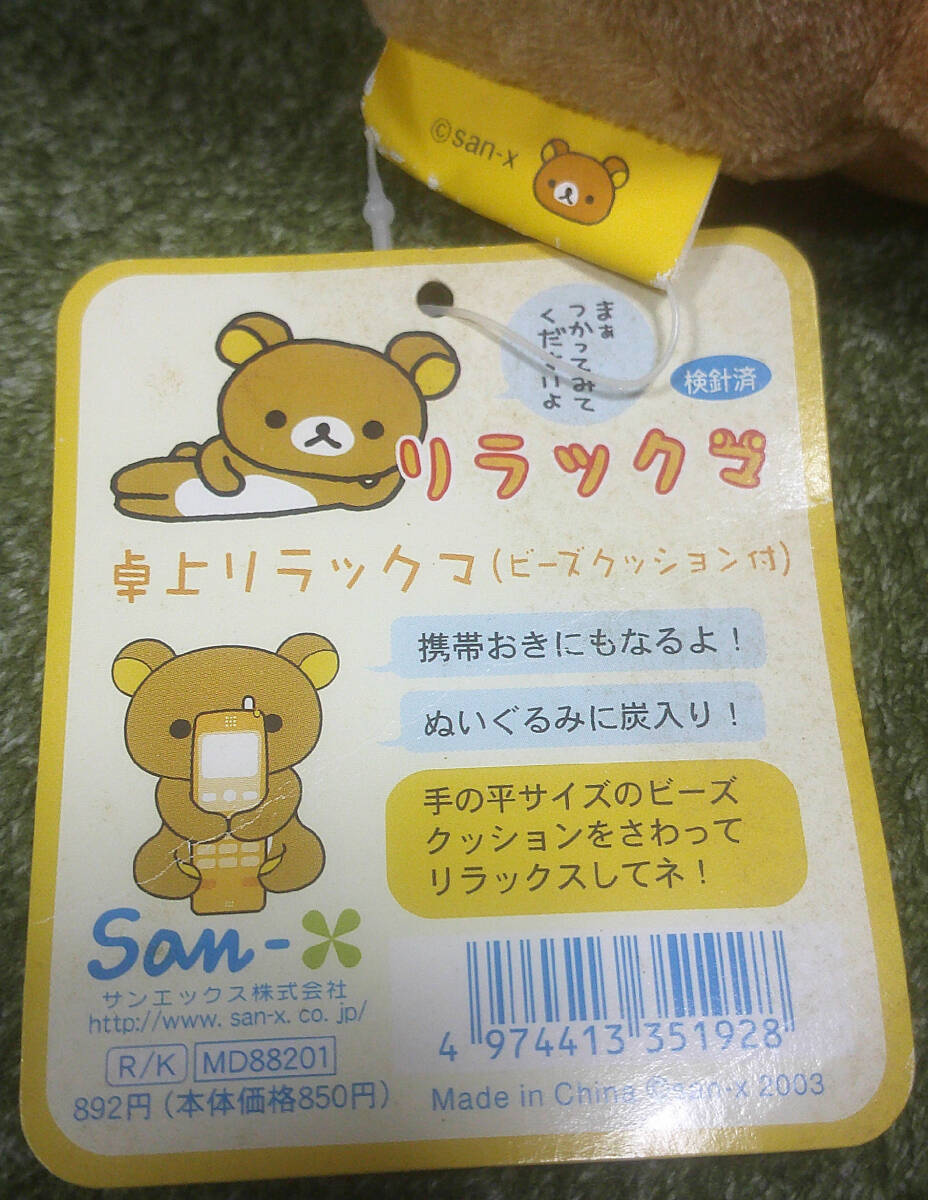 ©san-x
まぁ
つかってみて
くださいよ
検針済
リラックマ
卓上リラックマ(ビーズクッション付)
携帯おきにもなるよ！
ぬいぐるみに炭入り！
手の平サイズのビーズ
クッションをさわって
リラックスしてネ！
San-X
サンエックス株式会社
http://www.san-x.co.jp/
R/K MD88201
892円(本体価格850円)
4 974413 351928
Made in China ©san-x 2003